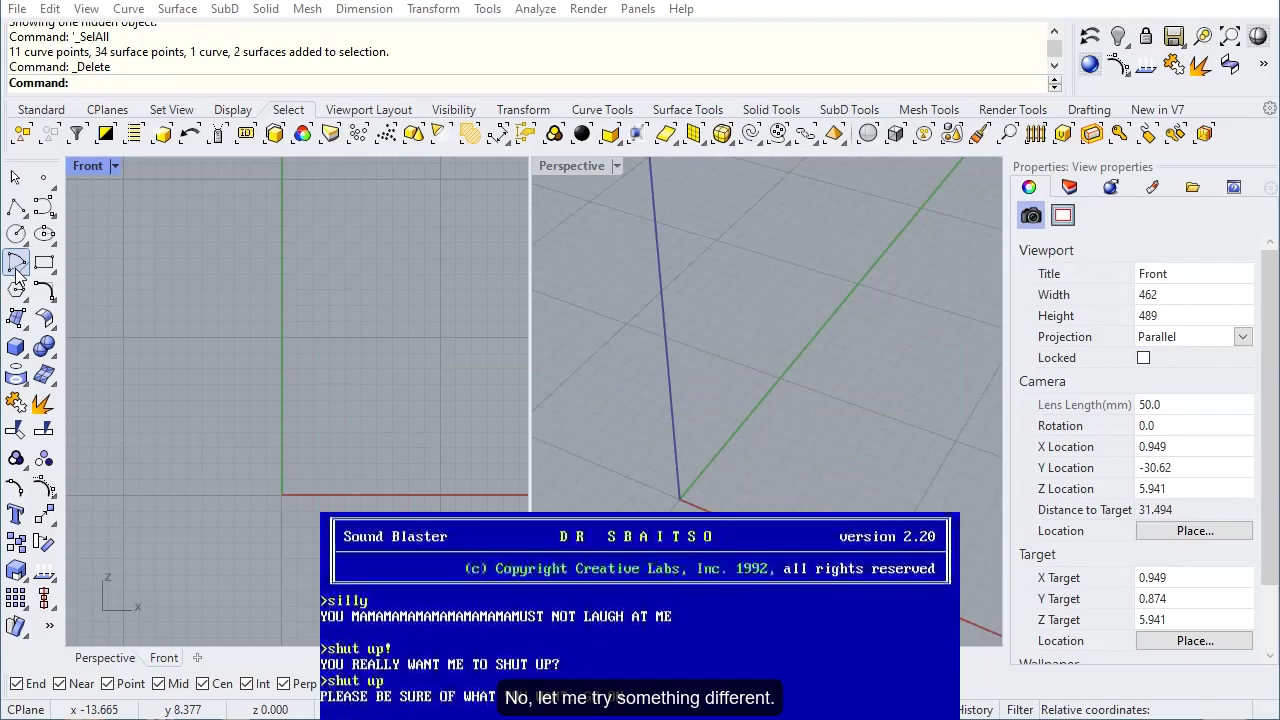 File Edit View Curve Surface SubD Solid Mesh Dimension Transform Tools Analyze Render Panels Help
Showing one hidden object.
Command: '_SelAll
11 curve points, 34 surface points, 1 curve, 2 surfaces added to selection.
Command: _Delete
Command:
Standard CPlanes Set View Display Select Viewport Layout Visibility Transform Curve Tools Surface Tools Solid Tools SubD Tools Mesh Tools Render Tools Drafting New in V7
Front
Perspective
z
x
Properties: View properties
Viewport
Title Front
Width 462
Height 489
Projection Parallel
Locked
Camera
Lens Length(mm) 50.0
Rotation 0.0
X Location 0.949
Y Location -30.62
Z Location 5.941
Distance to Target 31.494
Location Place...
Target
X Target 0.949
Y Target 0.874
Z Target 5.941
Location Place...
Sound Blaster D R S B A I T S O version 2.20
(c) Copyright Creative Labs, Inc. 1992, all rights reserved
>silly
YOU MAMAMAMAMAMAMAMAMAMAMUST NOT LAUGH AT ME
>shut up!
YOU REALLY WANT ME TO SHUT UP?
>shut up
PLEASE BE SURE OF WHAT
No, let me try something different.
Perspective Front
End Near Point Mid Cen Int Perp
CPlane x -13.665 y 8.377 z 0.000
History Filter Relative coordinates: